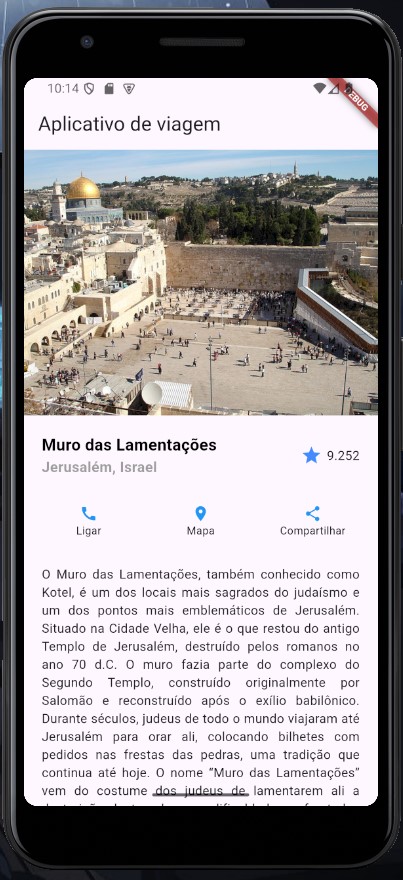 10:14
DEBUG
Aplicativo de viagem
Muro das Lamentações
Jerusalém, Israel
9.252
Ligar
Mapa
Compartilhar
O Muro das Lamentações, também conhecido como
Kotel, é um dos locais mais sagrados do judaísmo e
um dos pontos mais emblemáticos de Jerusalém.
Situado na Cidade Velha, ele é o que restou do antigo
Templo de Jerusalém, destruído pelos romanos no
ano 70 d.C. O muro fazia parte do complexo do
Segundo Templo, construído originalmente por
Salomão e reconstruído após o exílio babilônico.
Durante séculos, judeus de todo o mundo viajaram até
Jerusalém para orar ali, colocando bilhetes com
pedidos nas frestas das pedras, uma tradição que
continua até hoje. O nome “Muro das Lamentações”
vem do costume dos judeus de lamentarem ali a